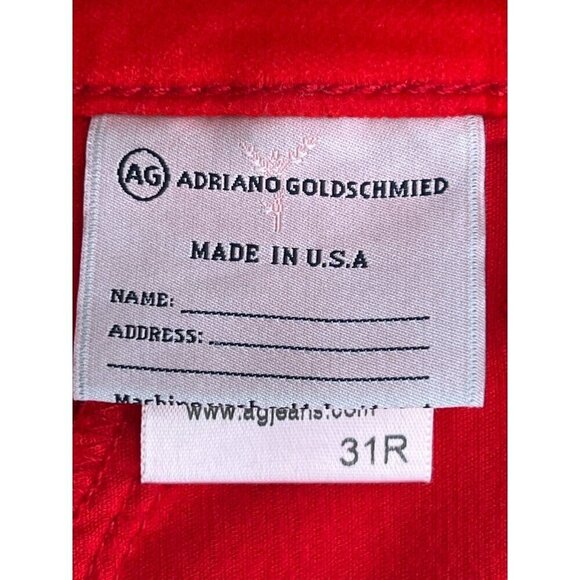 AG ADRIANO GOLDSCHMIED
MADE IN U.S.A
NAME:
ADDRESS:
www.agjeans.com
31R